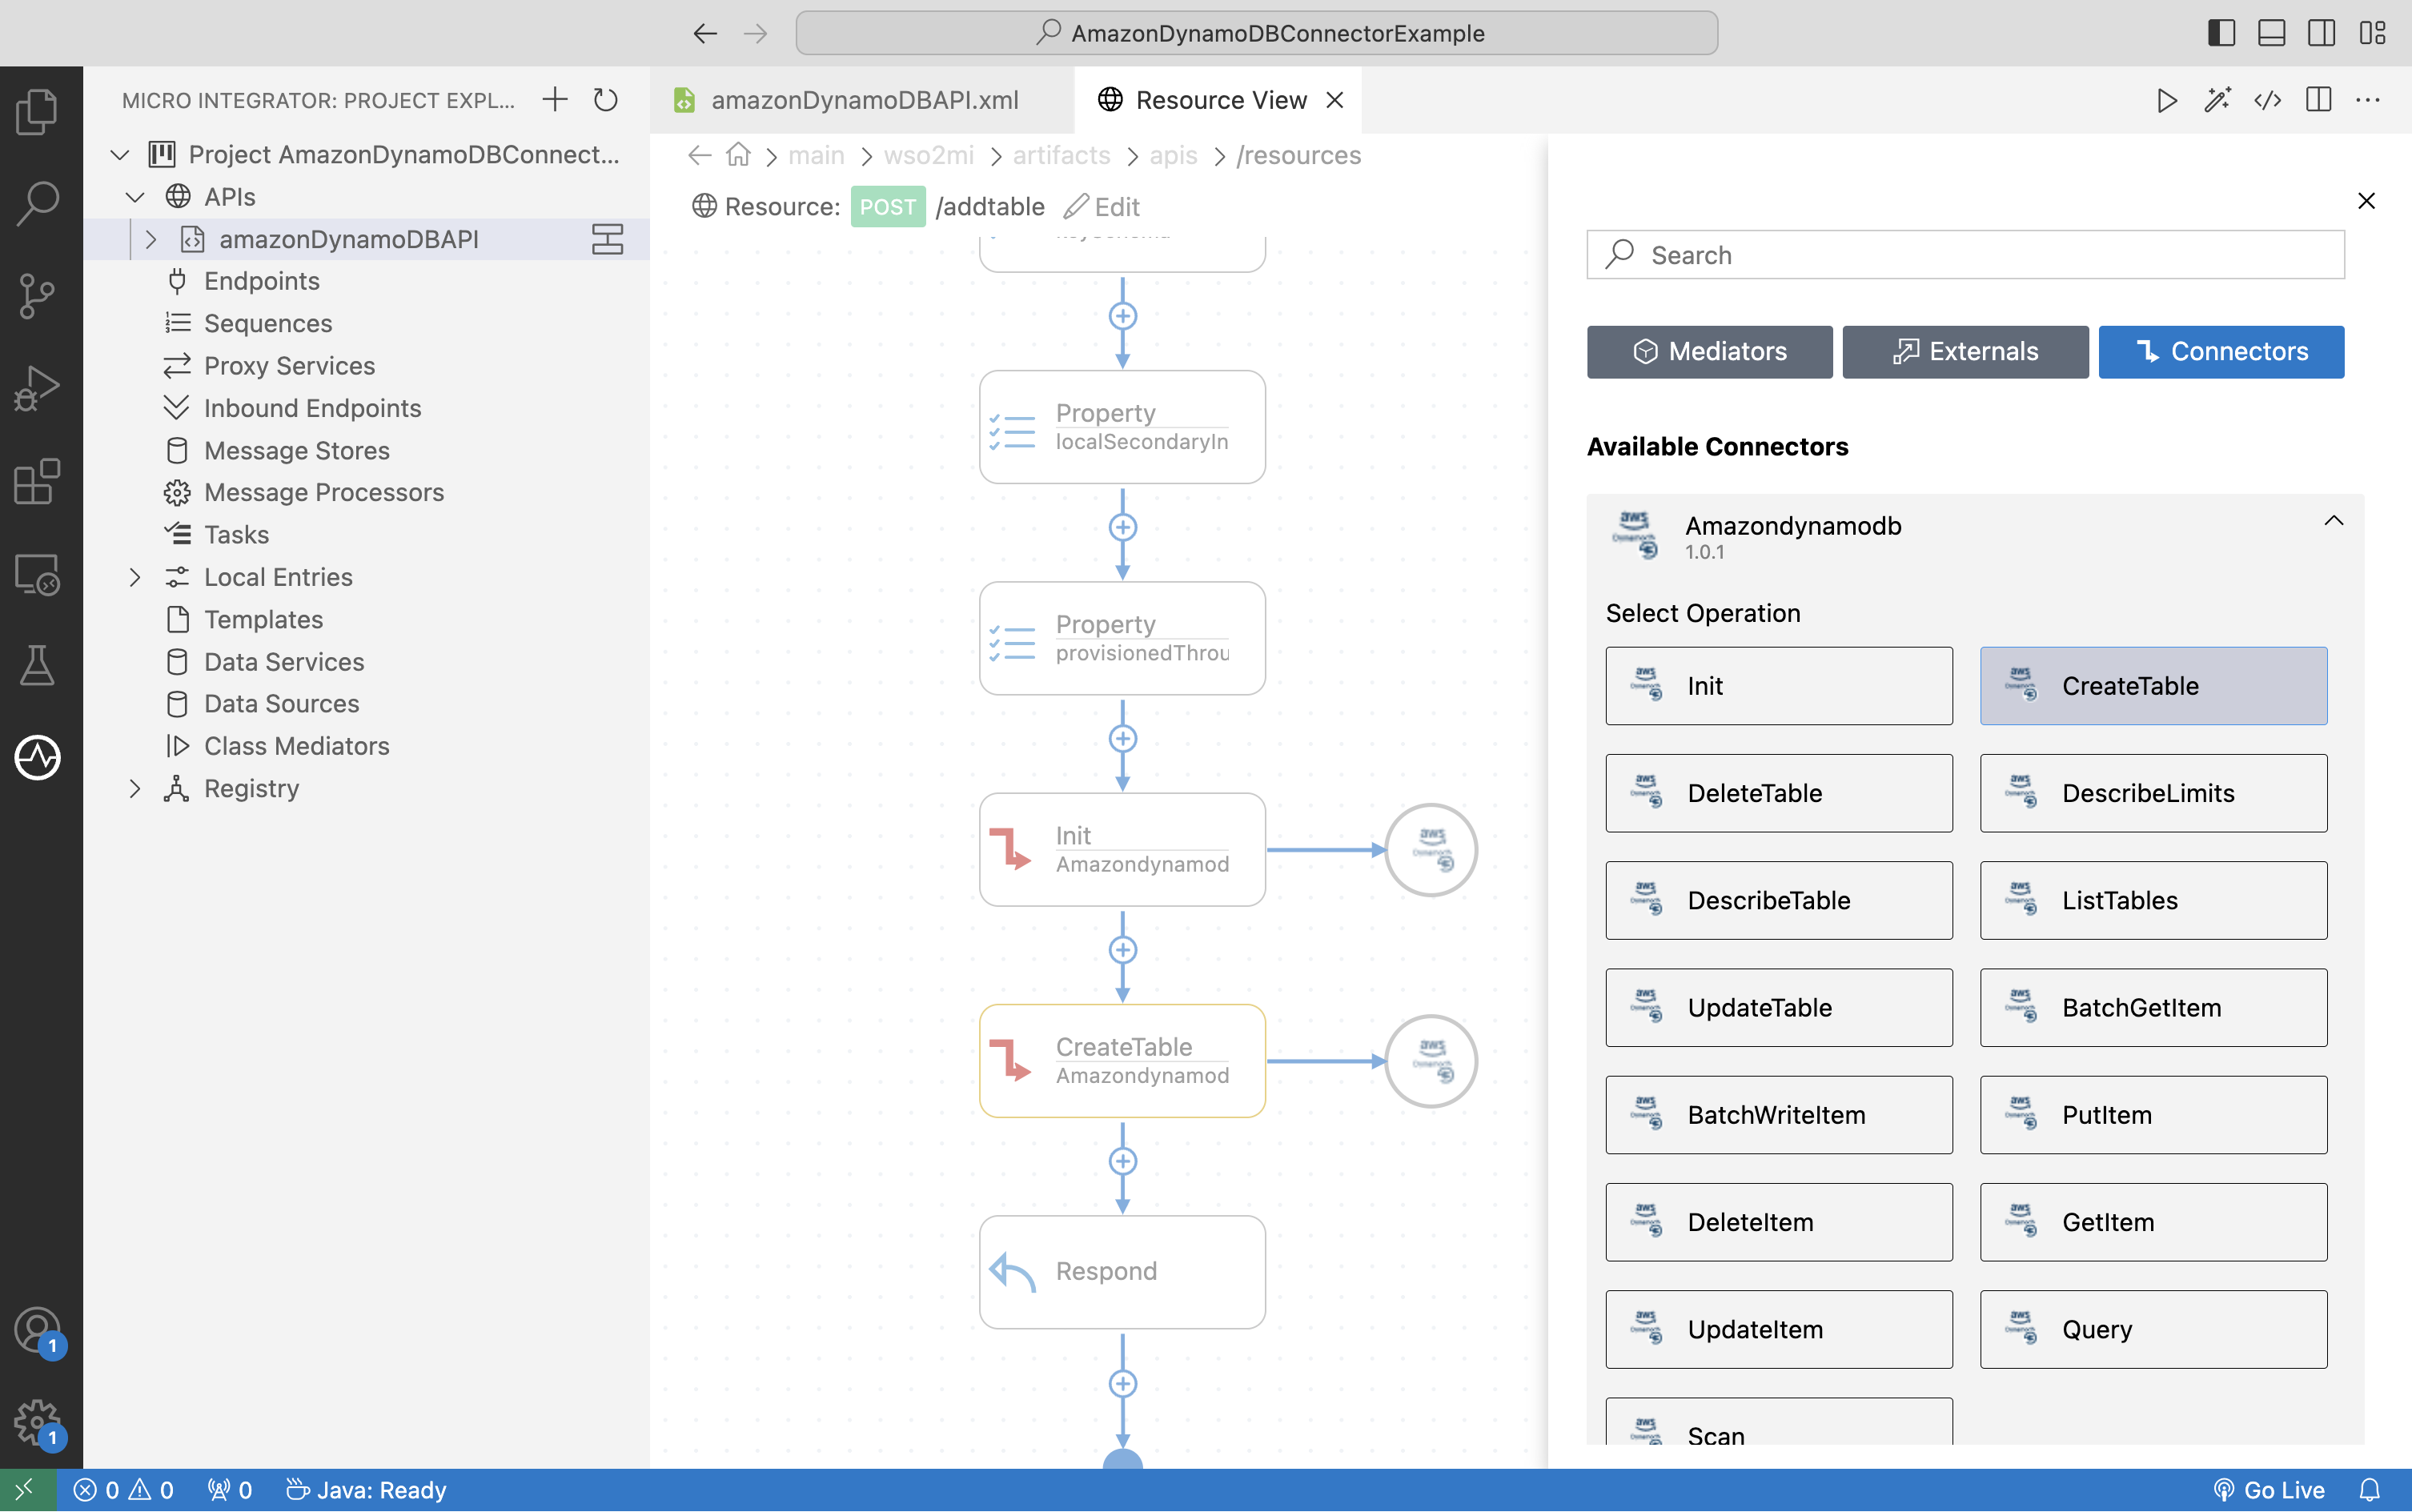 AmazonDynamoDBConnectorExample
MICRO INTEGRATOR: PROJECT EXPL...
Project AmazonDynamoDBConnect...
APIs
amazonDynamoDBAPI
Endpoints
Sequences
Proxy Services
Inbound Endpoints
Message Stores
Message Processors
Tasks
Local Entries
Templates
Data Services
Data Sources
Class Mediators
Registry
1
1
amazonDynamoDBAPI.xml
Resource View
main > wso2mi > artifacts > apis > /resources
Resource: POST /addtable Edit
Property
localSecondaryIn
Property
provisionedThrou
Init
Amazondynamod
CreateTable
Amazondynamod
Respond
Search
Mediators
Externals
Connectors
Available Connectors
Amazondynamodb
1.0.1
Select Operation
Init
CreateTable
DeleteTable
DescribeLimits
DescribeTable
ListTables
UpdateTable
BatchGetItem
BatchWriteItem
PutItem
DeleteItem
GetItem
UpdateItem
Query
Scan
0 0 0 Java: Ready
Go Live